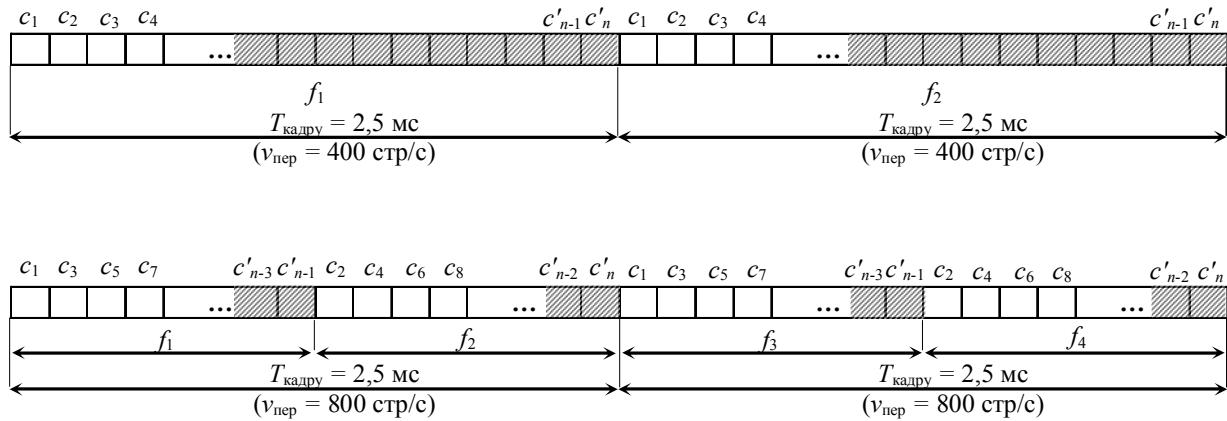 c1 c2 c3 c4 c′n-1 c′n c1 c2 c3 c4 c′n-1 c′n
... ...
f1 f2
Tкадру = 2,5 мс Tкадру = 2,5 мс
(vпер = 400 стр/с) (vпер = 400 стр/с)
c1 c3 c5 c7 c′n-3 c′n-1 c2 c4 c6 c8 c′n-2 c′n c1 c3 c5 c7 c′n-3 c′n-1 c2 c4 c6 c8 c′n-2 c′n
... ... ... ...
f1 f2 f3 f4
Tкадру = 2,5 мс Tкадру = 2,5 мс
(vпер = 800 стр/с) (vпер = 800 стр/с)